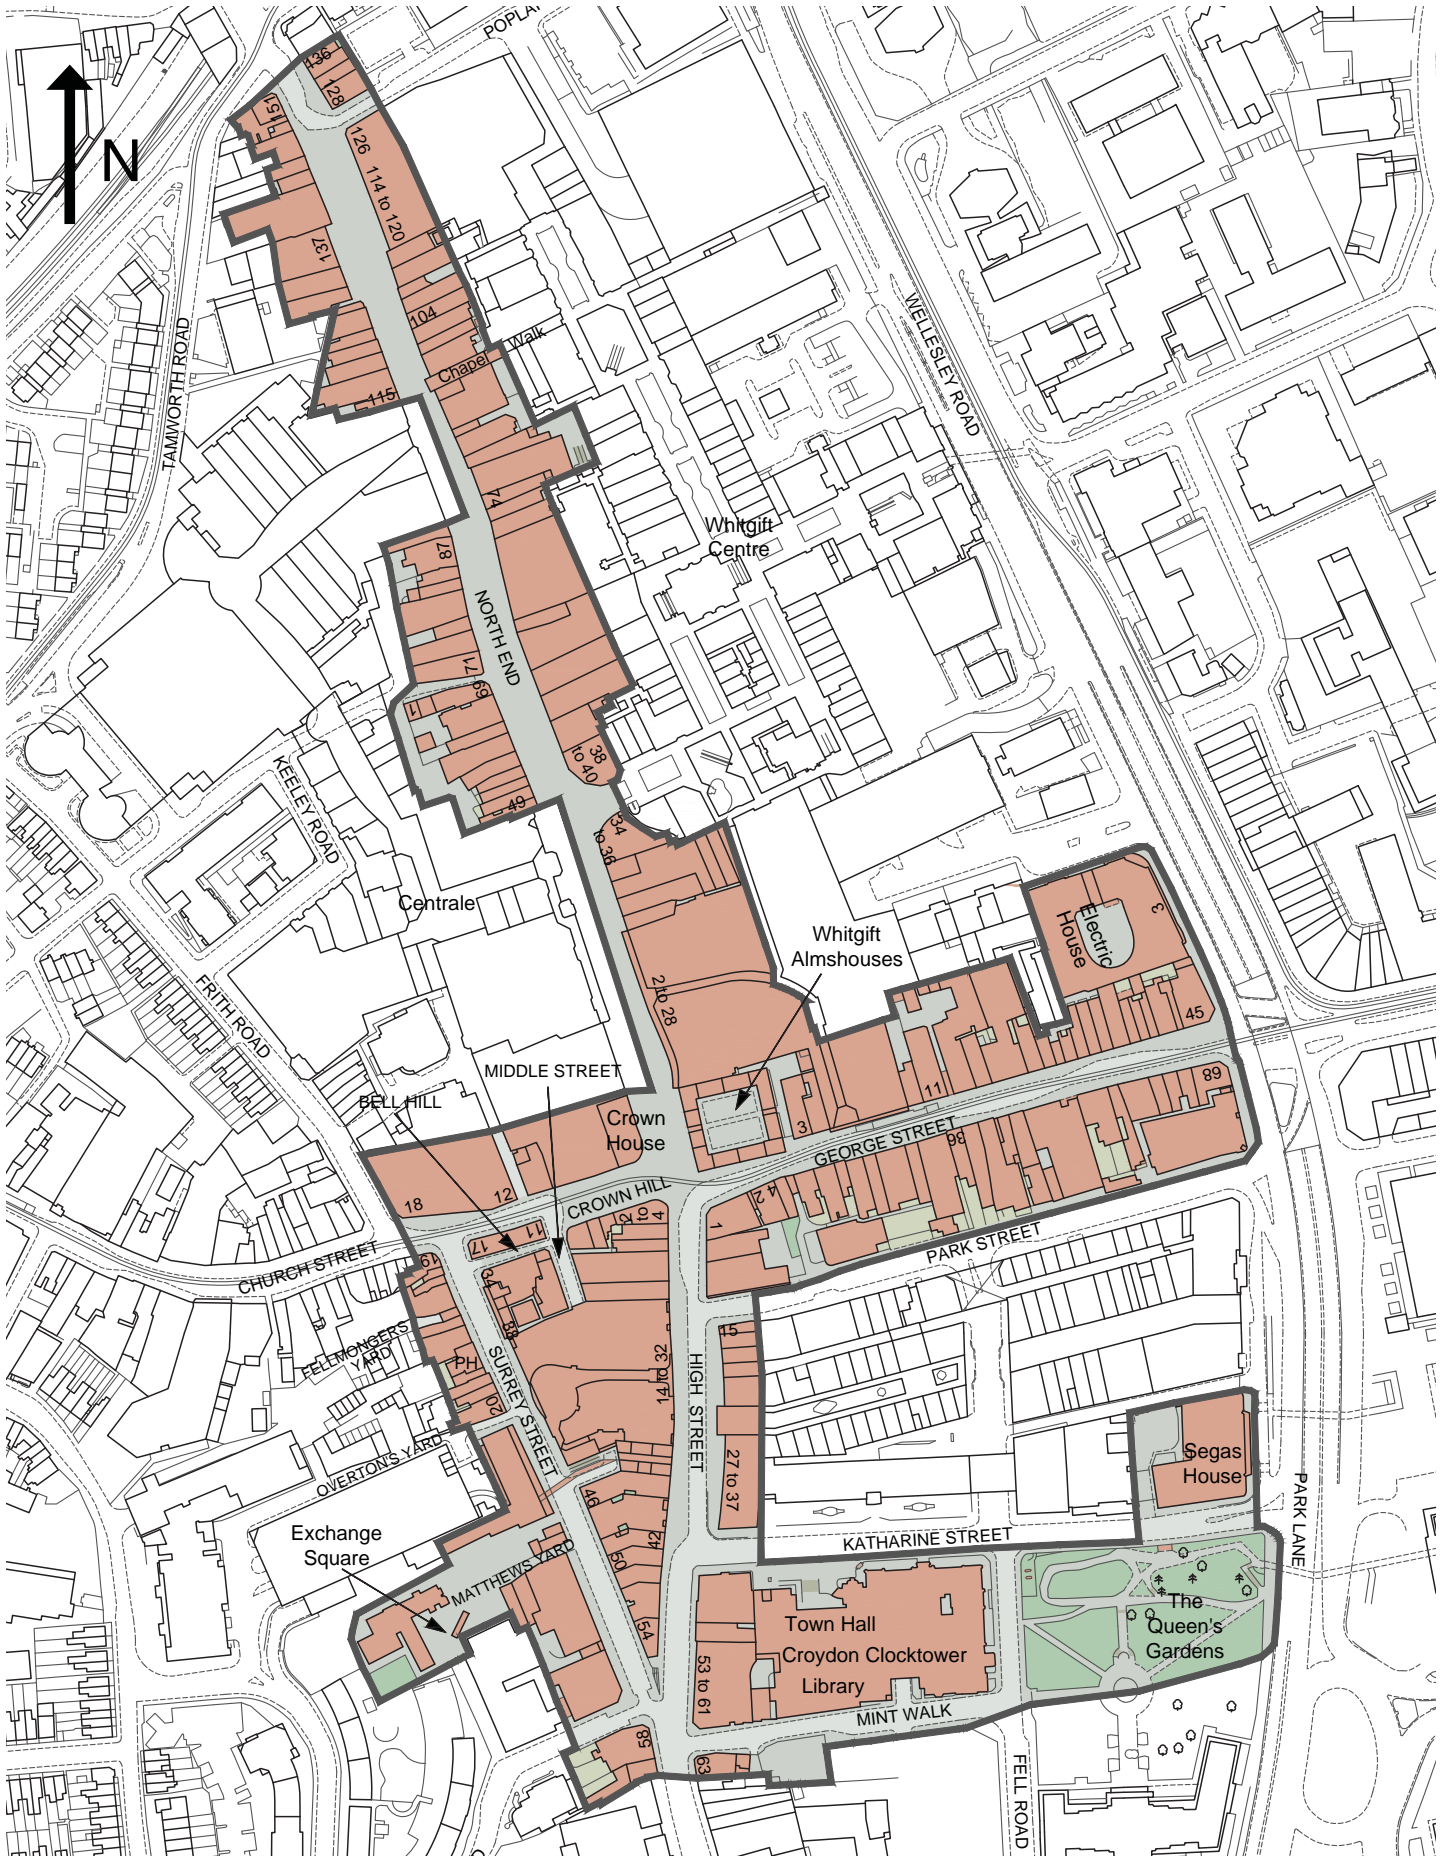 POPLA
136
128
151
N
126
114 to 120
137
104
Chapel Walk
115
TAMWORTH ROAD
WELLESLEY ROAD
74
Whitgift
Centre
87
NORTH END
71
69
1
38
to 40
49
KEELEY ROAD
34
to 36
Centrale
Whitgift
Almshouses
Electric
House
3
2 to 28
45
FRITH ROAD
MIDDLE STREET
BELL HILL
Crown
House
11
68
3
GEORGE STREET
36
18
12
CROWN HILL
2
to
4
4
2
1
11
17
PARK STREET
CHURCH STREET
19
34
38
15
FELLMONGERS
YARD
PH
SURREY STREET
20
14 to 32
HIGH STREET
27 to 37
OVERTON'S YARD
Segas
House
PARK LANE
46
42
50
Exchange
Square
MATTHEWS YARD
KATHARINE STREET
54
Town Hall
Croydon Clocktower
Library
The
Queen's
Gardens
53 to 61
MINT WALK
58
63
FELL ROAD